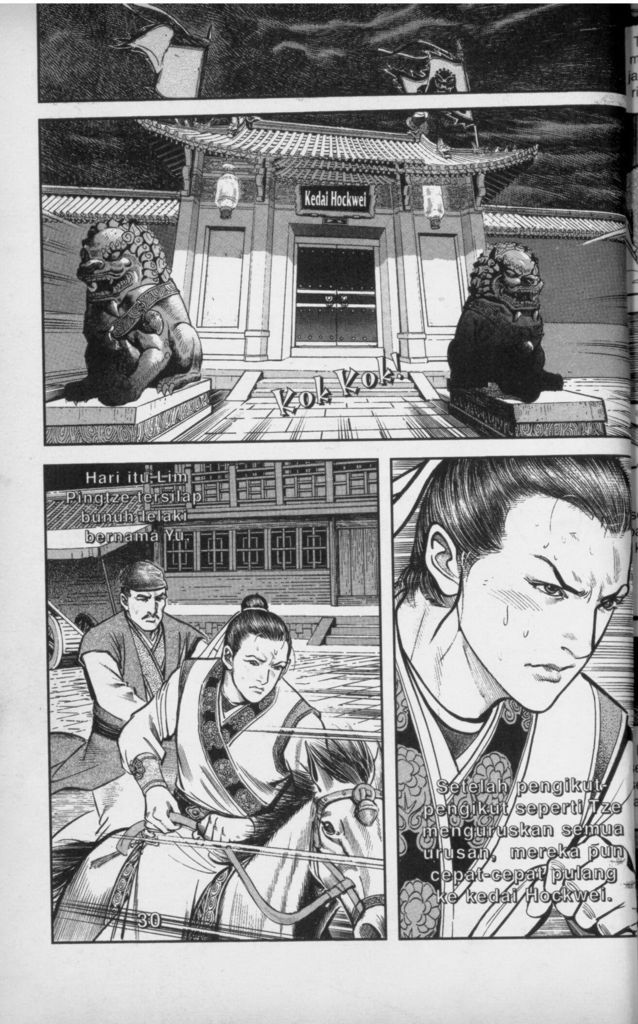 Kedai Hockwei
Kok Kok!
Hari itu Lim
Pingtze tersilap
bunuh lelaki
bernama Yu.
Setelah pengikut-
pengikut seperti Tze
menguruskan semua
urusan, mereka pun
cepat-cepat pulang
ke kedai Hockwei.
30